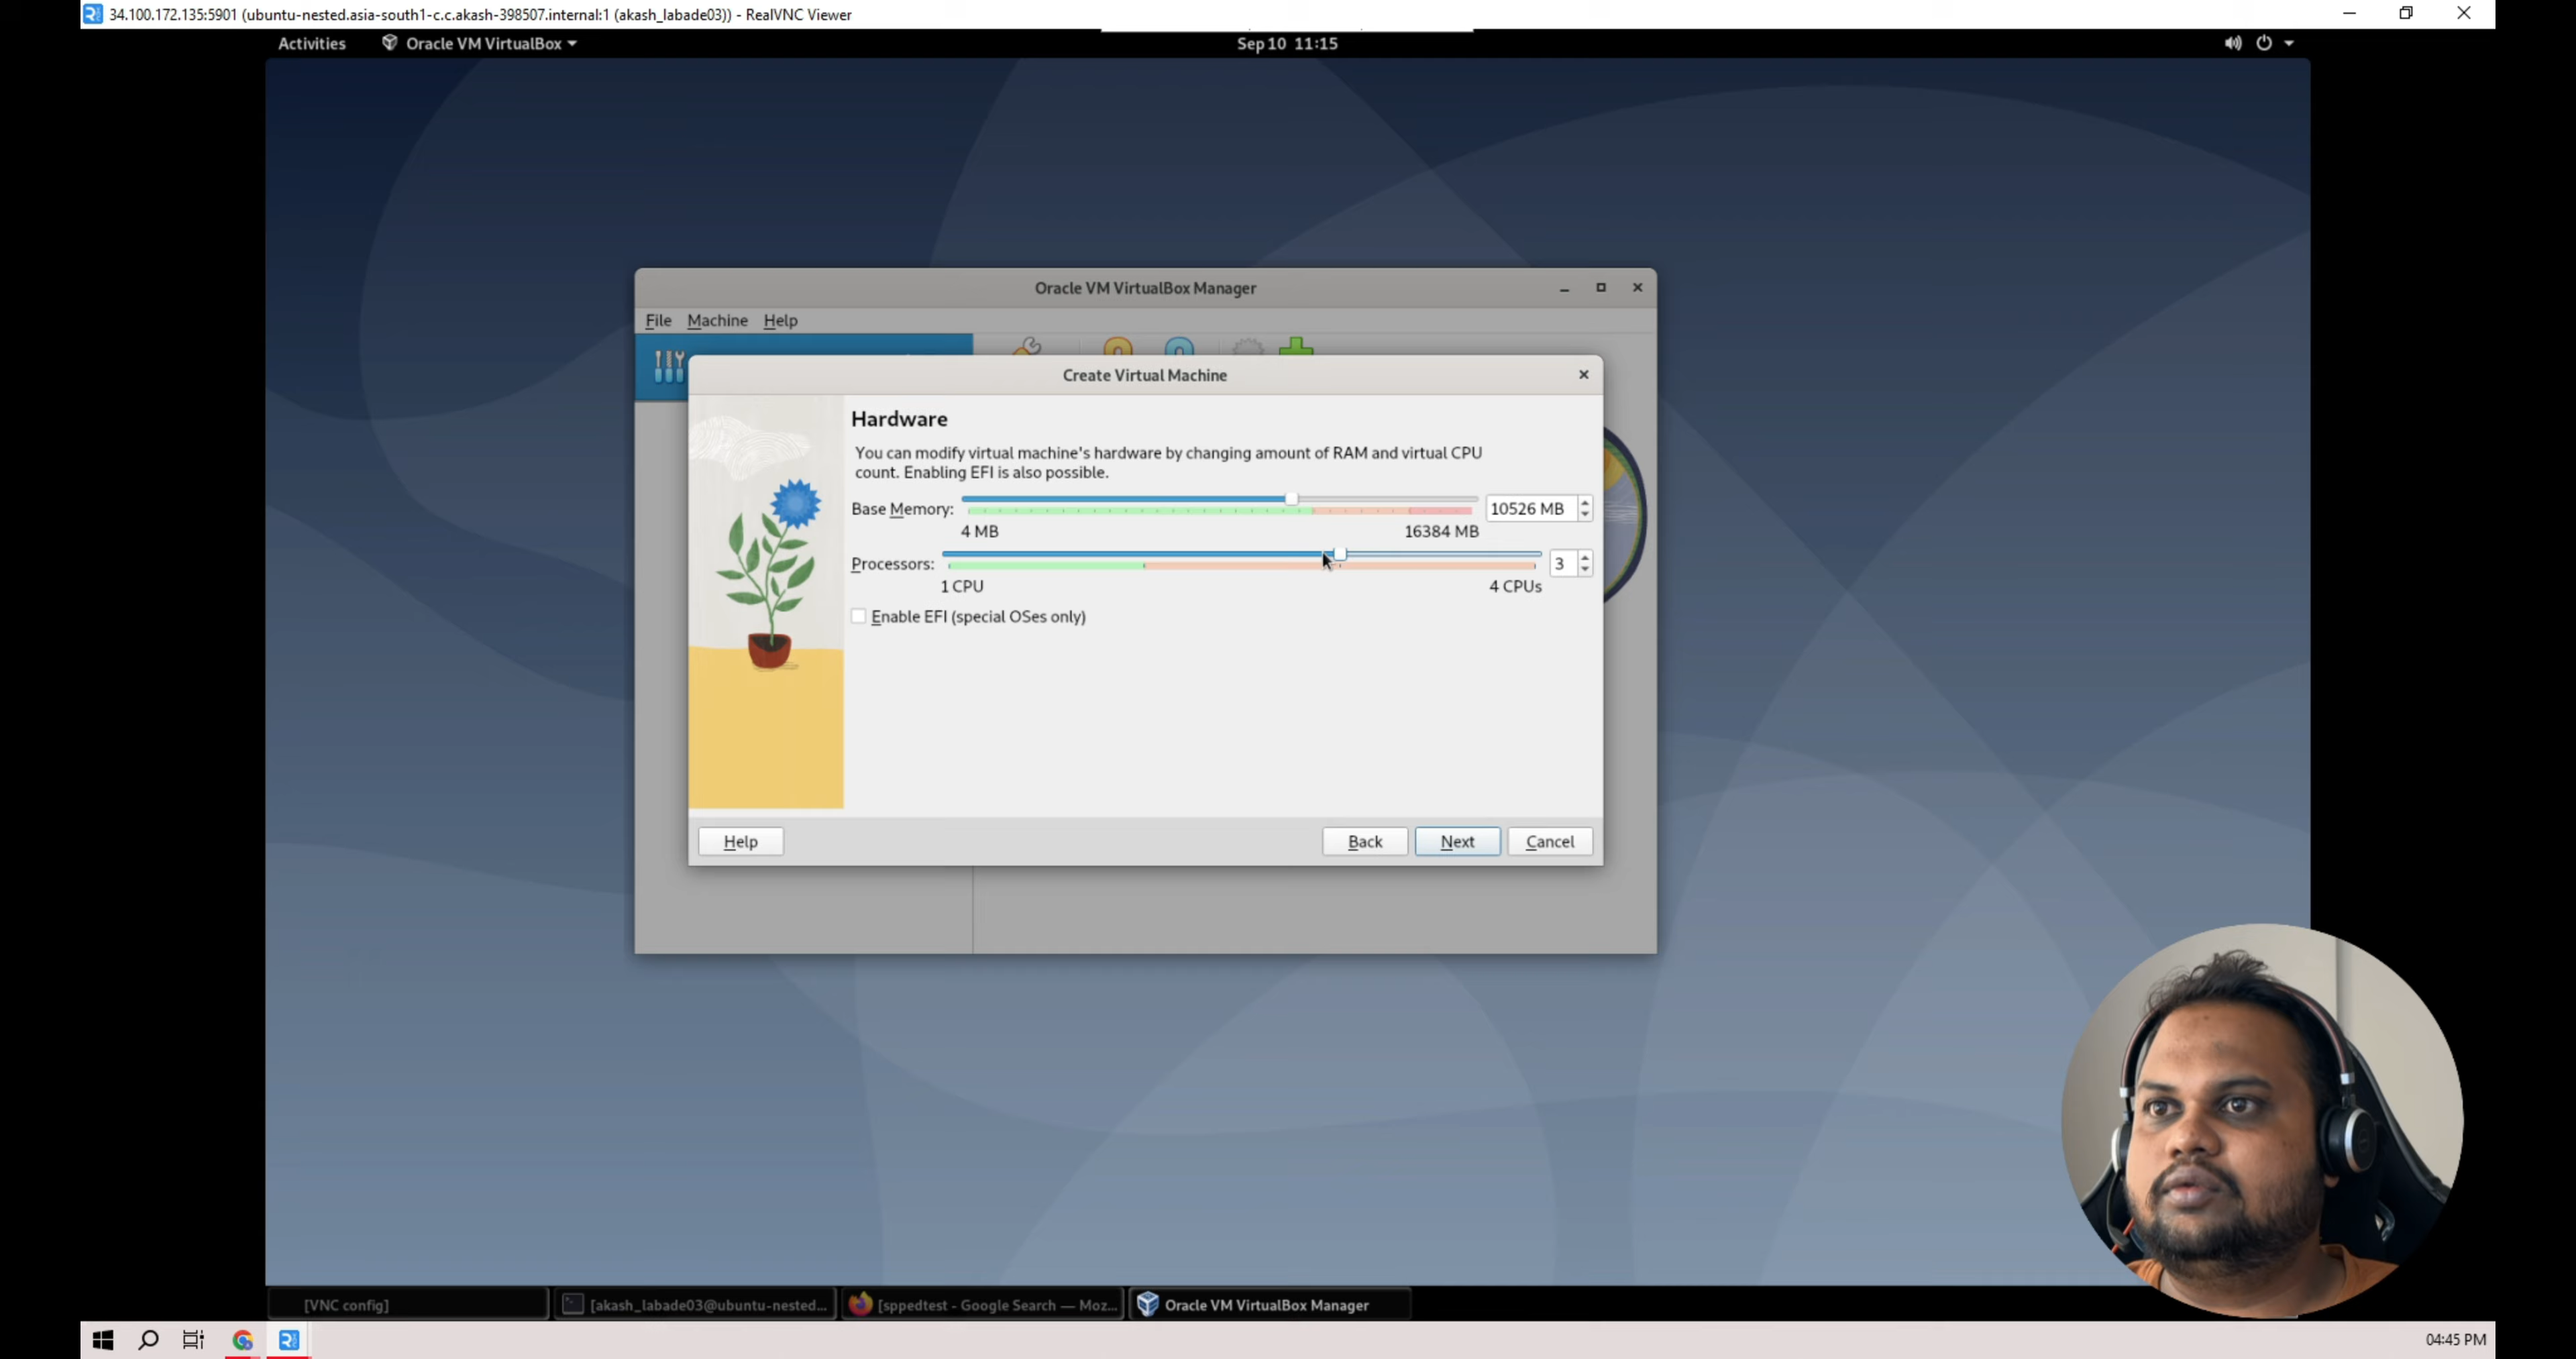 34.100.172.135:5901 (ubuntu-nested.asia-south1-c.c.akash-398507.internal:1 (akash_labade03)) - RealVNC Viewer
Activities Oracle VM VirtualBox Sep 10 11:15
Oracle VM VirtualBox Manager
File Machine Help
Create Virtual Machine
Hardware
You can modify virtual machine's hardware by changing amount of RAM and virtual CPU
count. Enabling EFI is also possible.
Base Memory: 10526 MB
4 MB 16384 MB
Processors: 3
1 CPU 4 CPUs
Enable EFI (special OSes only)
Help Back Next Cancel
[VNC config] [akash_labade03@ubuntu-nested... [sppedtest - Google Search — Moz... Oracle VM VirtualBox Manager
04:45 PM